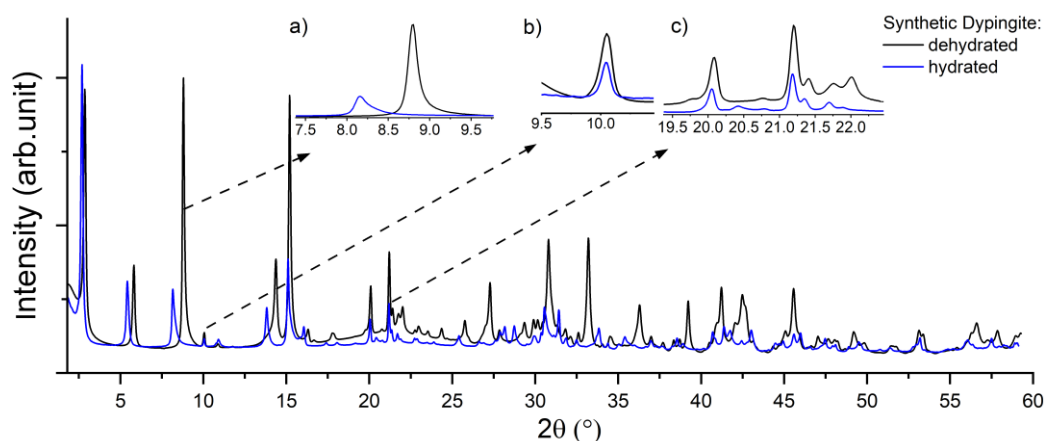 a)
b)
c)
Synthetic Dypingite:
dehydrated
hydrated
7.5 8.0 8.5 9.0 9.5
9.5 10.0
19.5 20.0 20.5 21.0 21.5 22.0
Intensity (arb.unit)
5 10 15 20 25 30 35 40 45 50 55 60
2θ (°)